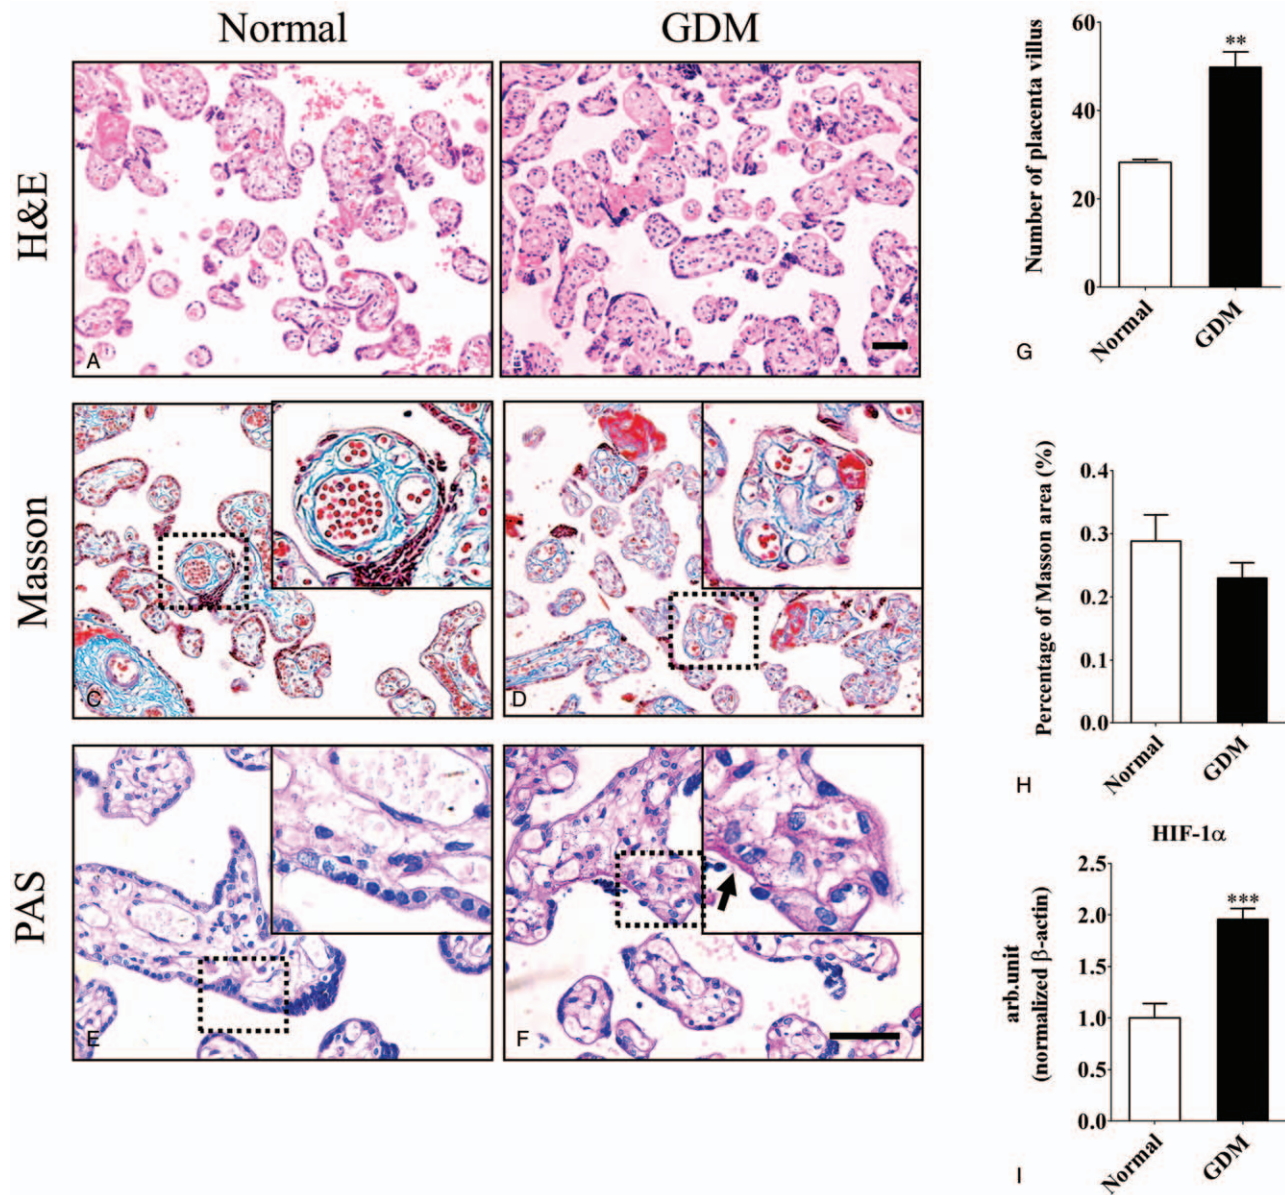 Normal
GDM
H&E
A
B
Masson
C
D
PAS
E
F
60
40
20
0
Number of placenta villus
**
Normal
GDM
G
0.4
0.3
0.2
0.1
0.0
Percentage of Masson area (%)
Normal
GDM
H
HIF-1α
2.5
2.0
1.5
1.0
0.5
0.0
arb.unit
(normalized β-actin)
***
Normal
GDM
I